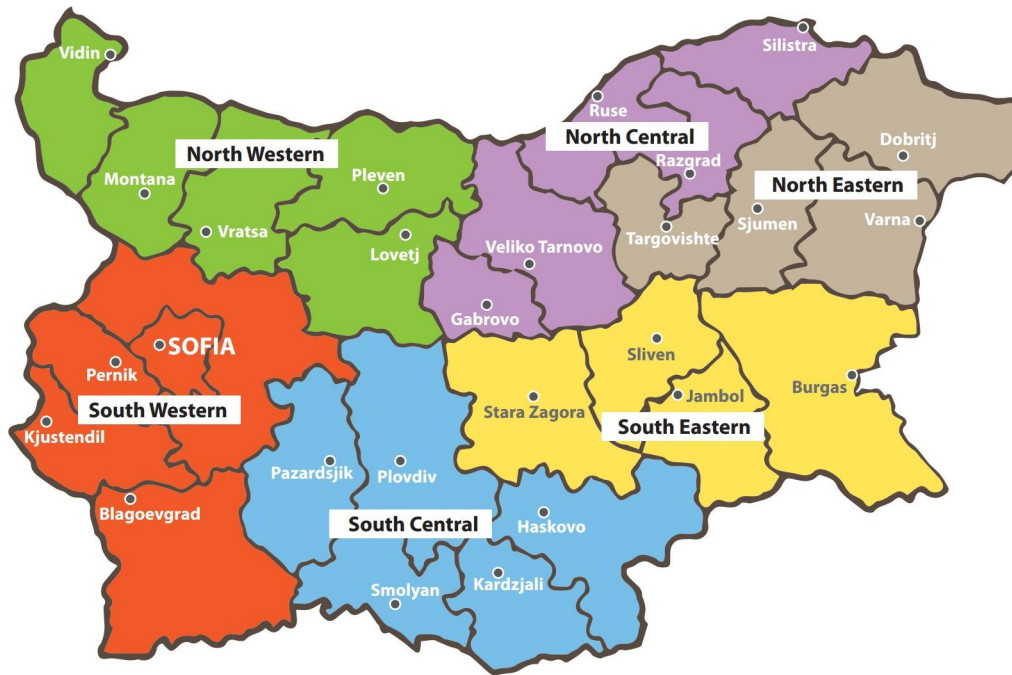 Silistra
Vidin
Ruse
North Central
Dobritj
North Western
Razgrad
Pleven
Montana
North Eastern
Sjumen
Varna
Targovishte
Vratsa
Lovetj
Veliko Tarnovo
Gabrovo
SOFIA
Sliven
Pernik
Burgas
Jambol
South Western
Stara Zagora
South Eastern
Kjustendil
Pazardsjik
Plovdiv
Blagoevgrad
South Central
Haskovo
Smolyan
Kardzjali